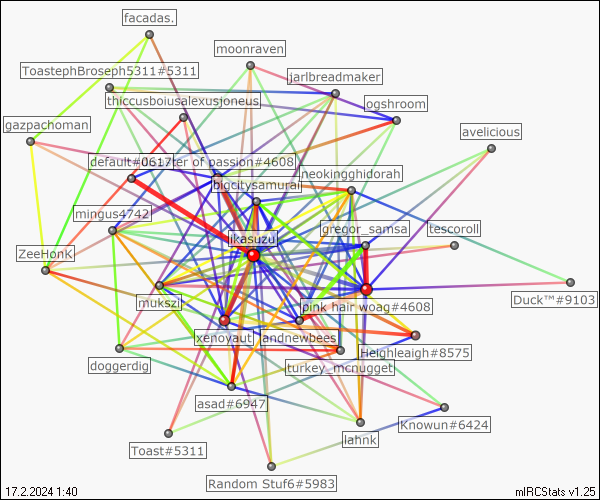 facadas.
moonraven
ToastephBroseph5311#5311
jarlbreadmaker
thiccusboiusalexusjoneus
ogshroom
gazpachoman
avelicious
default#0617
ter of passion#4608
neokingghidorah
bigcitysamurai
mingus4742
gregor_samsa
tescoroll
ikasuzu
ZeeHonK
mukszi
pink hair woag#4608
Duck™#9103
xenoyaut
andnewbees
Heighleaigh#8575
doggerdig
turkey_mcnugget
asad#6947
Knowun#6424
lahnk
Toast#5311
Random Stuf6#5983
17.2.2024 1:40
mIRCStats v1.25